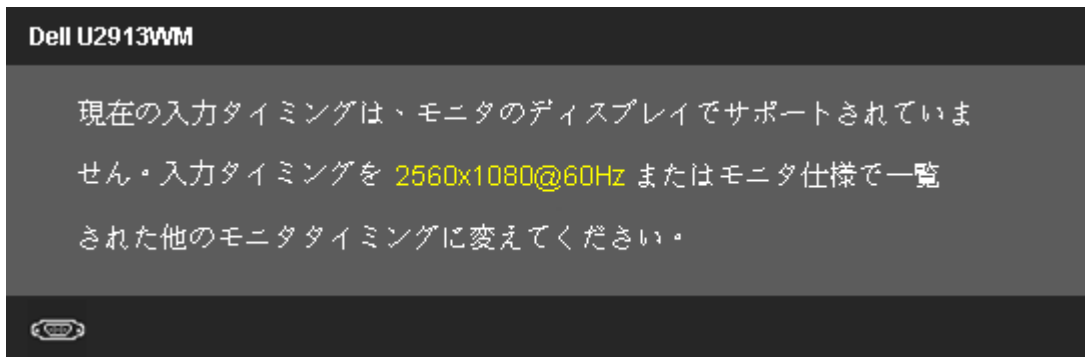 Dell U2913WM
現在の入力タイミングは、モニタのディスプレイでサポートされていま
せん。入力タイミングを 2560x1080@60Hz またはモニタ仕様で一覧
された他のモニタタイミングに変えてください。